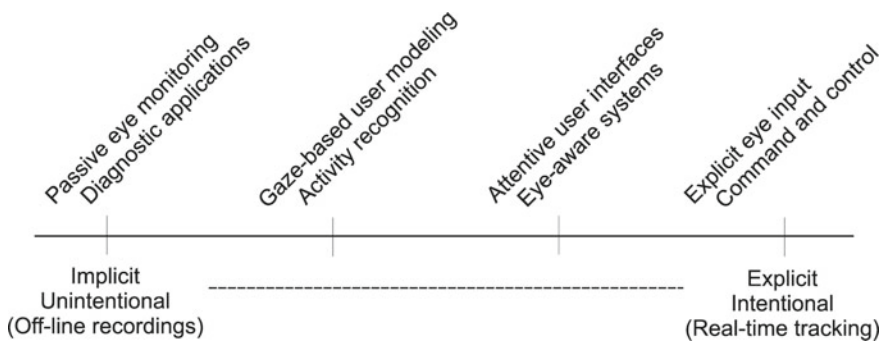 Passive eye monitoring
Diagnostic applications
Gaze-based user modeling
Activity recognition
Attentive user interfaces
Eye-aware systems
Explicit eye input
Command and control
Implicit
Unintentional
(Off-line recordings)
Explicit
Intentional
(Real-time tracking)